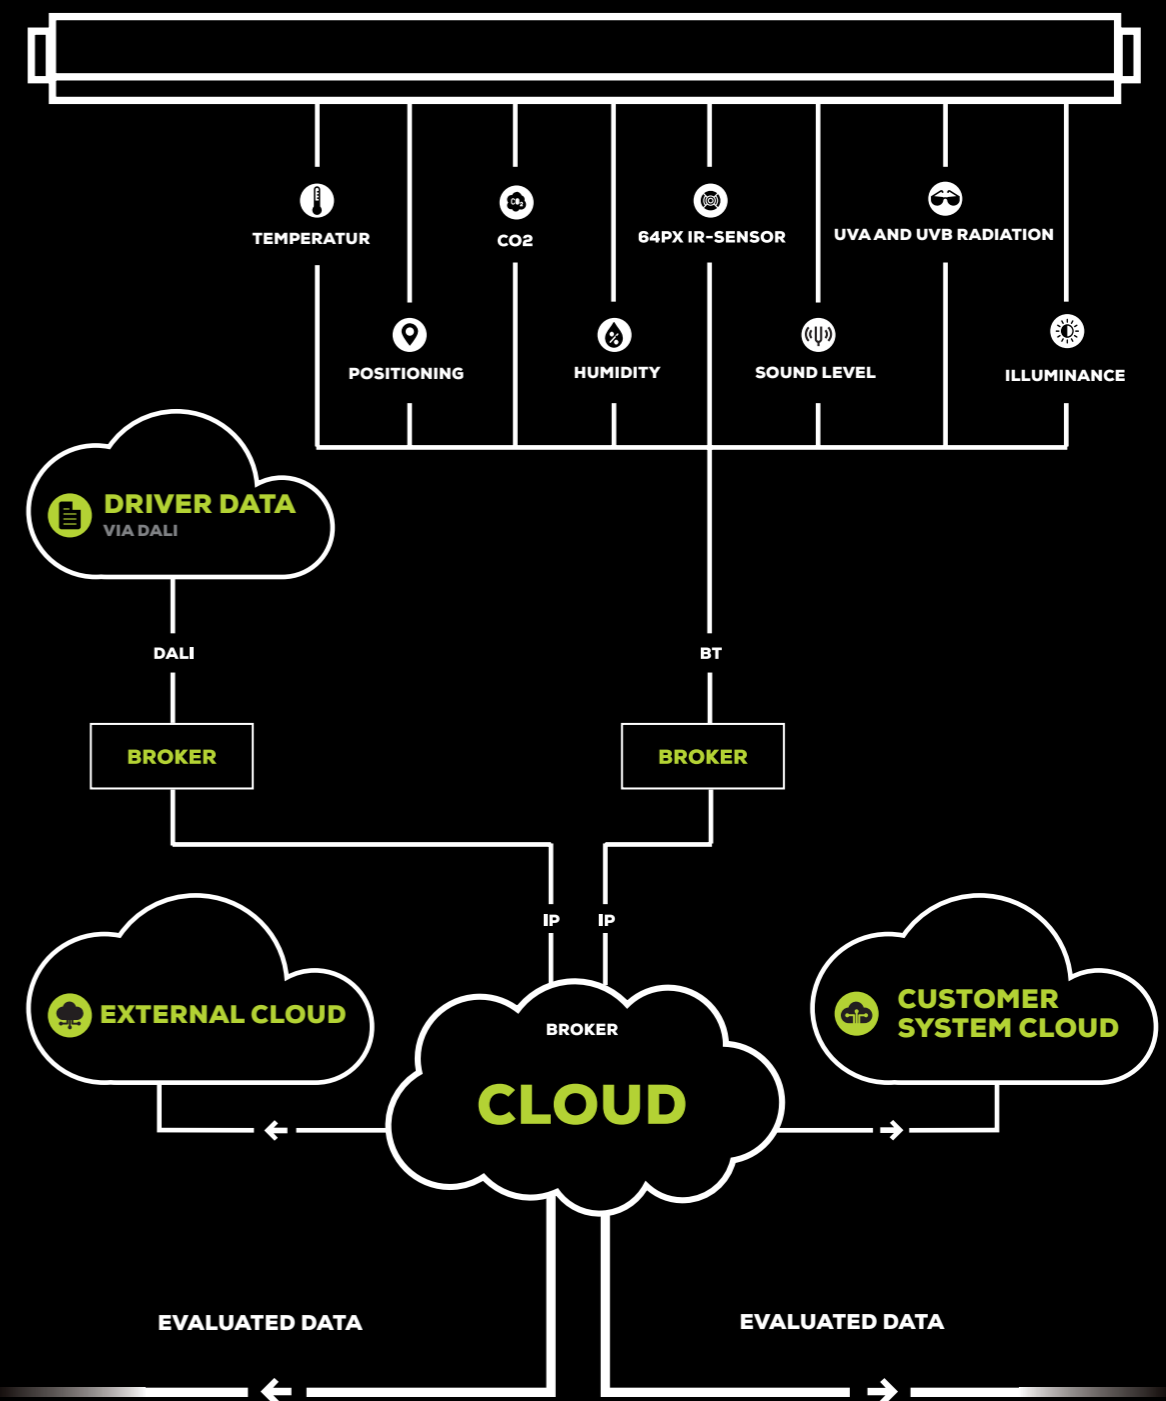 TEMPERATUR
CO2
64PX IR-SENSOR
UVA AND UVB RADIATION
POSITIONING
HUMIDITY
SOUND LEVEL
ILLUMINANCE
DRIVER DATA
VIA DALI
DALI
BT
BROKER
BROKER
IP
IP
EXTERNAL CLOUD
BROKER
CLOUD
CUSTOMER
SYSTEM CLOUD
EVALUATED DATA
EVALUATED DATA